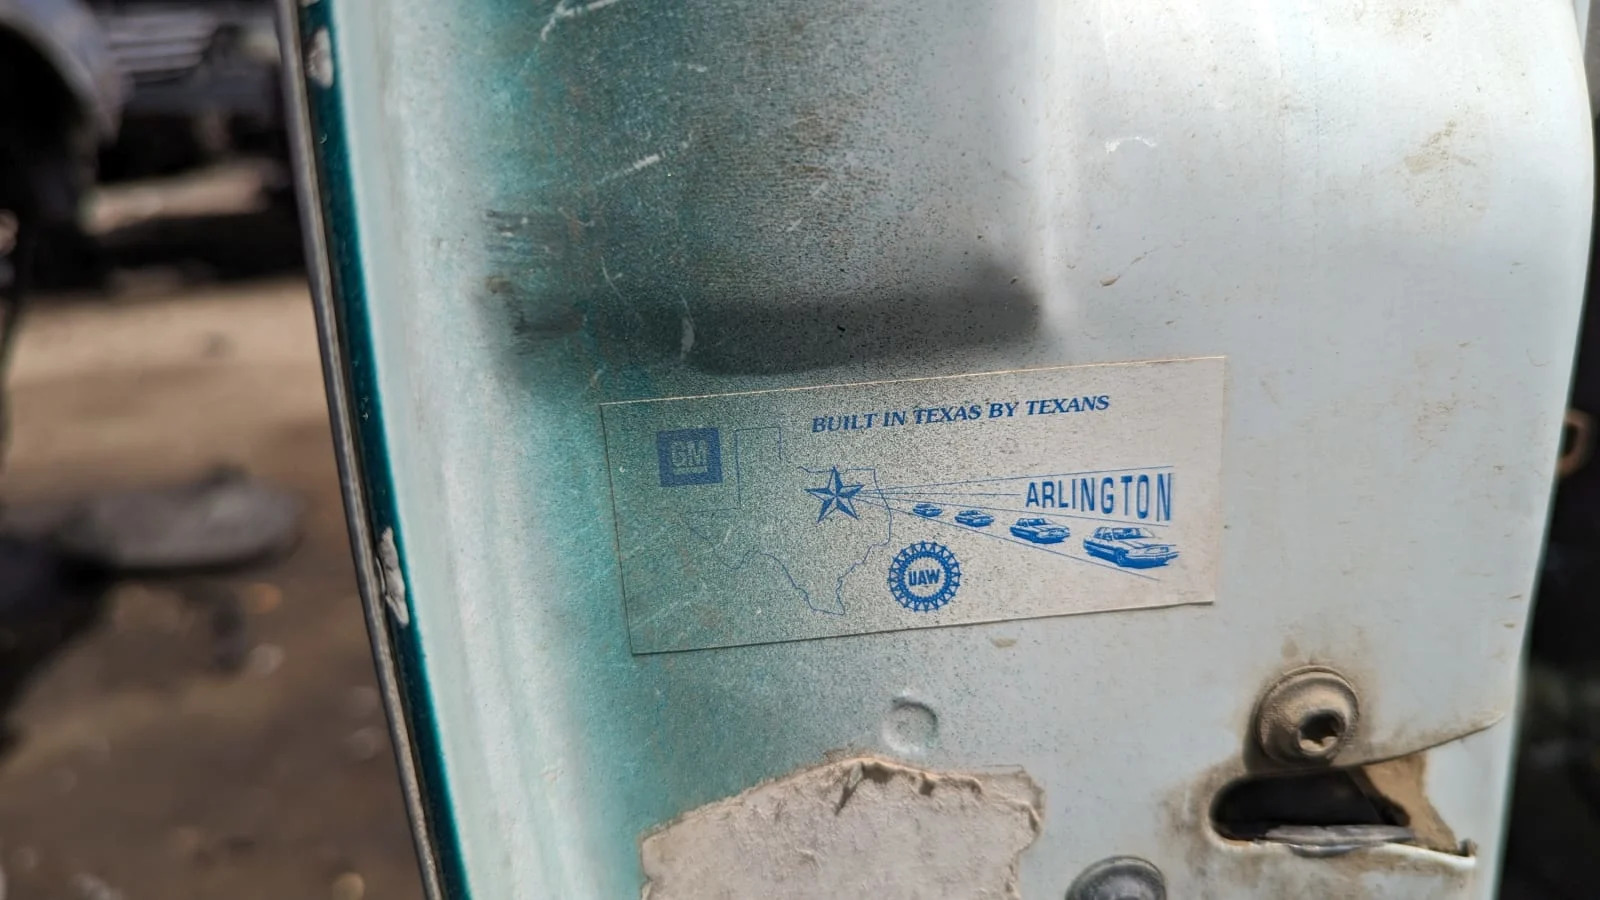 BUILT IN TEXAS BY TEXANS
GM
ARLINGTON
UAW